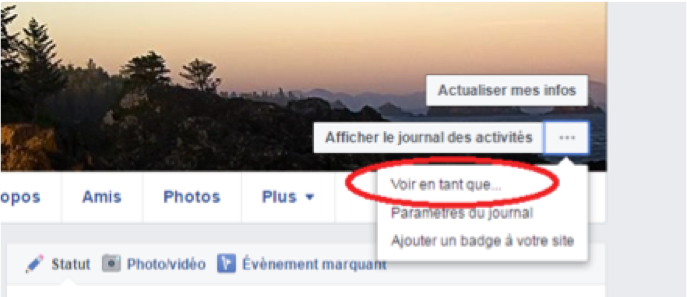 Actualiser mes infos
Afficher le journal des activités ...
opos Amis Photos Plus
Voir en tant que...
Paramètres du journal
Ajouter un badge à votre site
Statut Photo/vidéo Évènement marquant